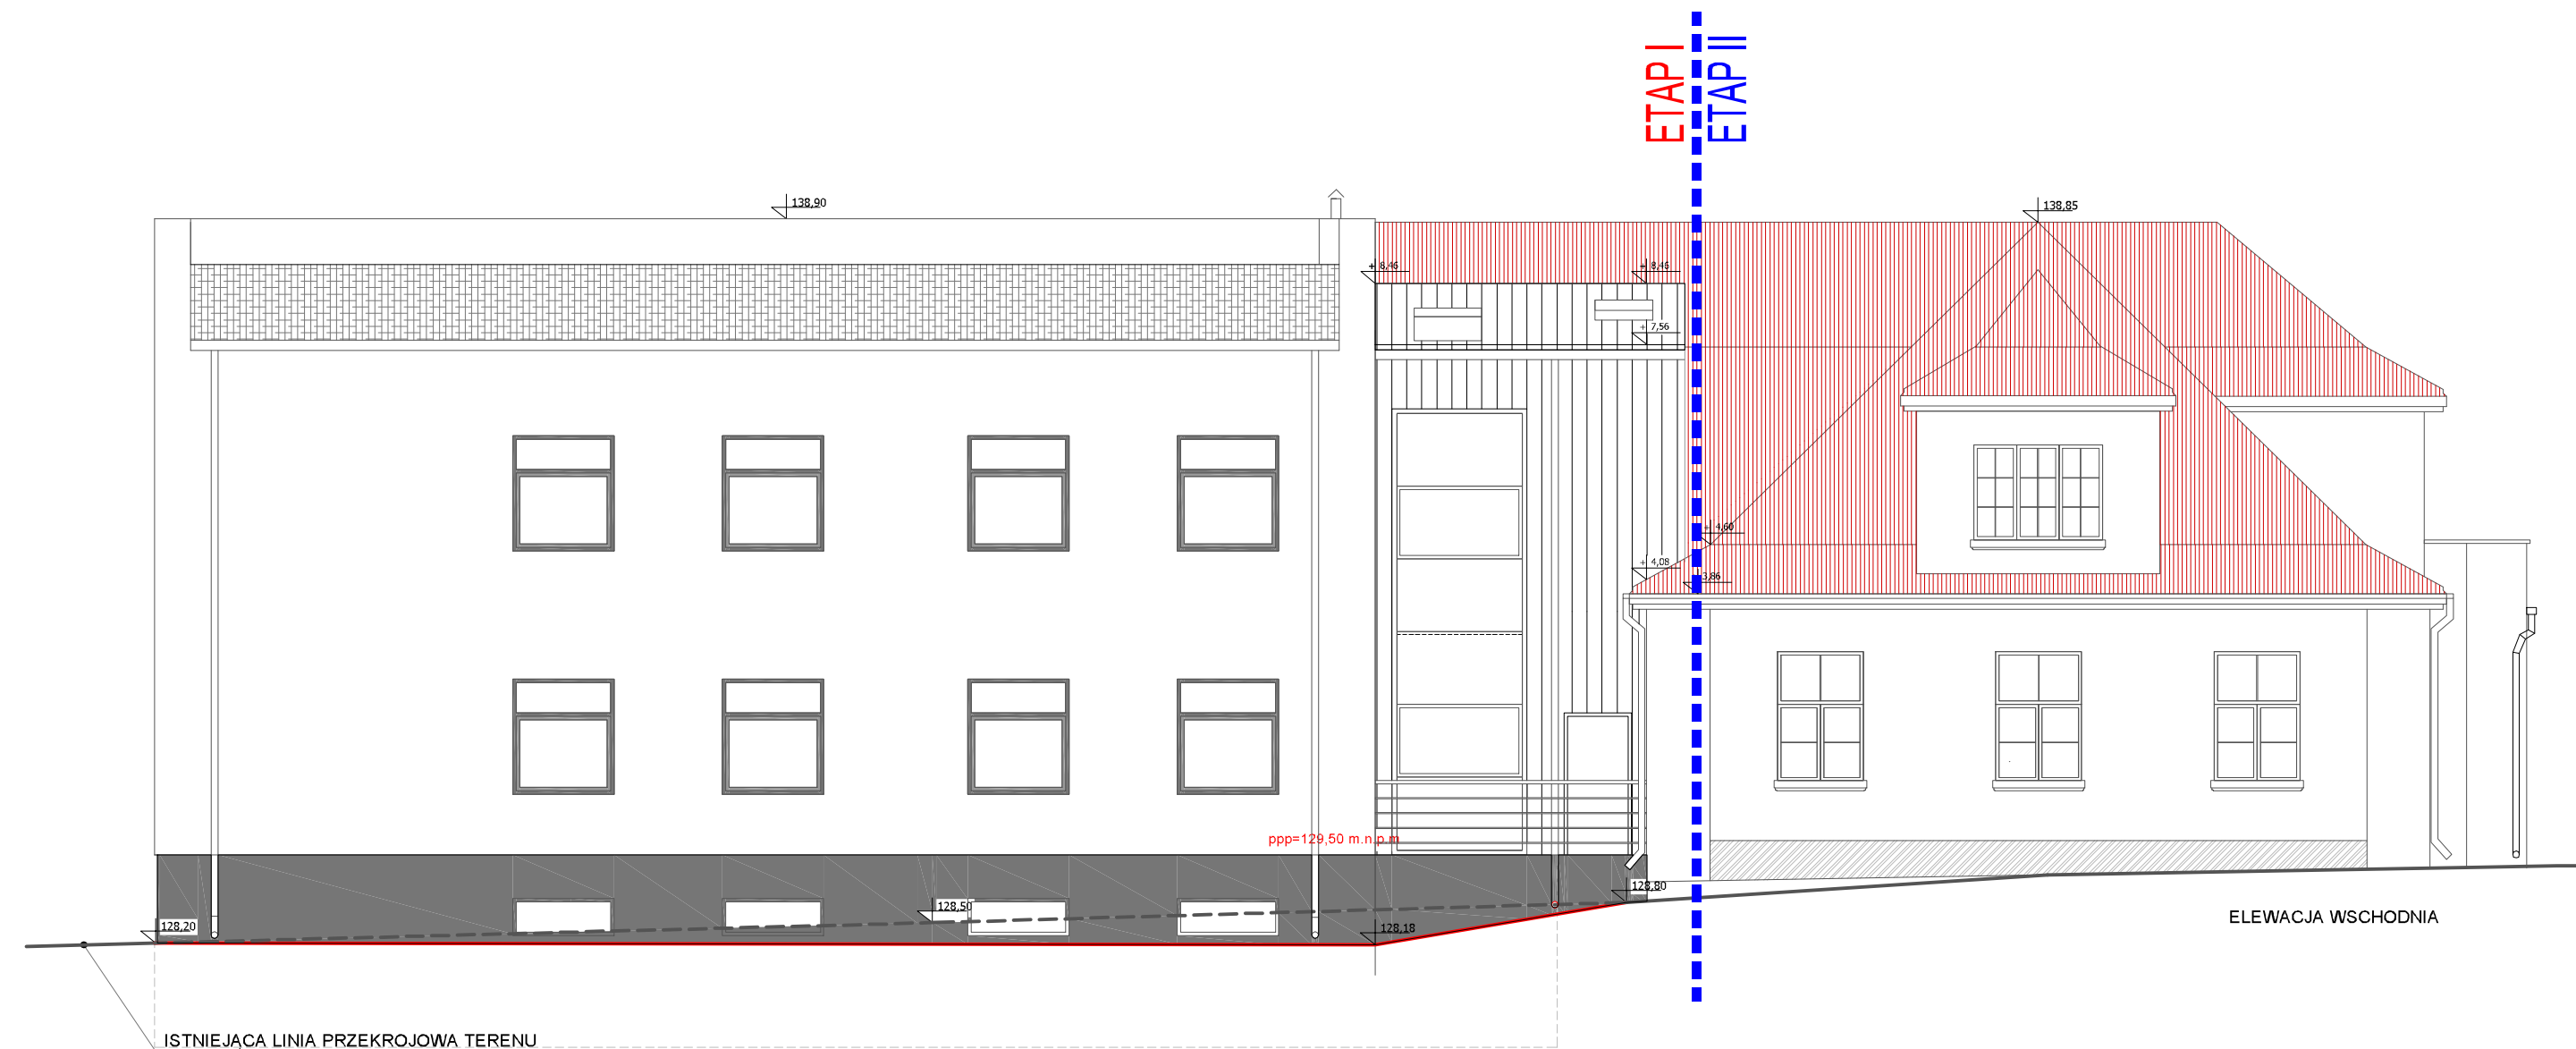 ETAP I
ETAP II
138,90
138,85
+ 8,46
+ 8,46
+ 7,56
+ 4,60
+ 4,08
3,86
ppp=129,50 m.n.p.m
128,80
128,50
128,20
128,18
ELEWACJA WSCHODNIA
ISTNIEJĄCA LINIA PRZEKROJOWA TERENU